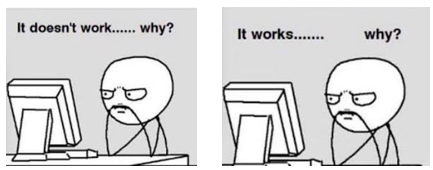 It doesn't work...... why?
It works....... why?